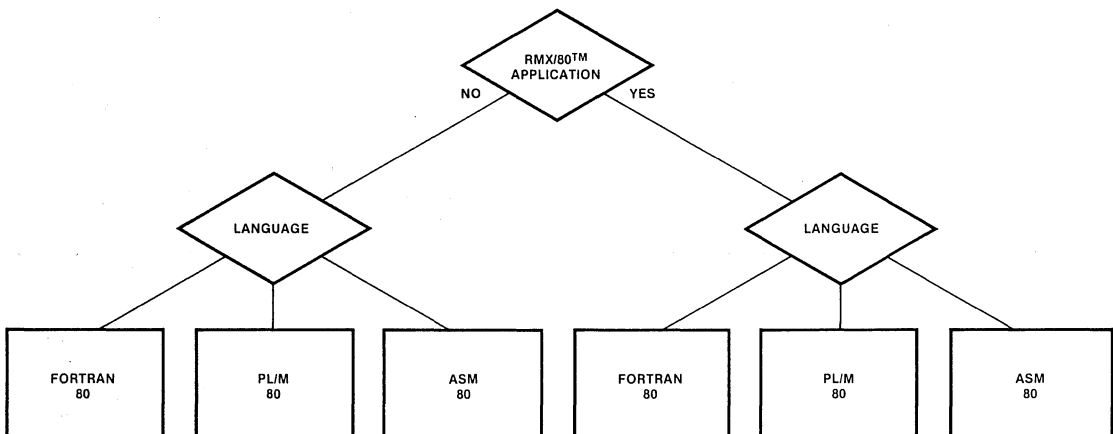 RMX/80™
APPLICATION
NO
YES
LANGUAGE
LANGUAGE
FORTRAN
80
PL/M
80
ASM
80
FORTRAN
80
PL/M
80
ASM
80